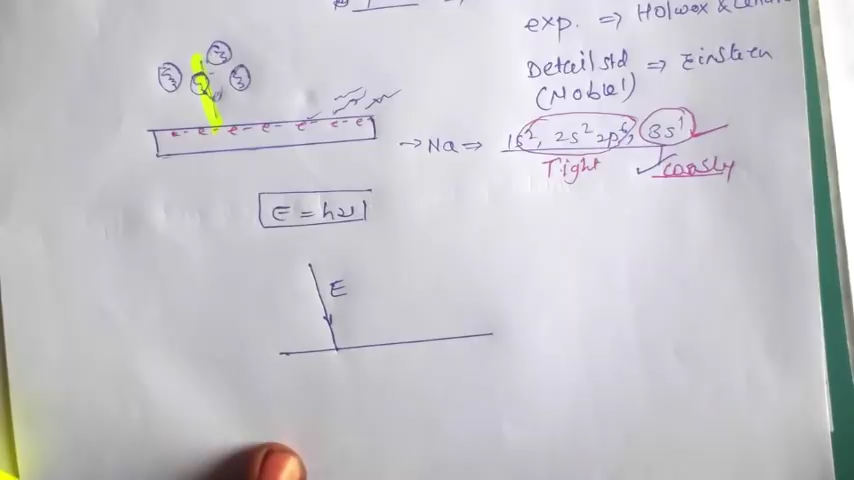 exp. ⇒ Holwax &
Detail std ⇒ Einstein
(Noble)
e- e- e- e- e- e- e-
→ Na ⇒ 1s², 2s² 2p⁶, 3s¹
Tight
Loosly
E = hν
E